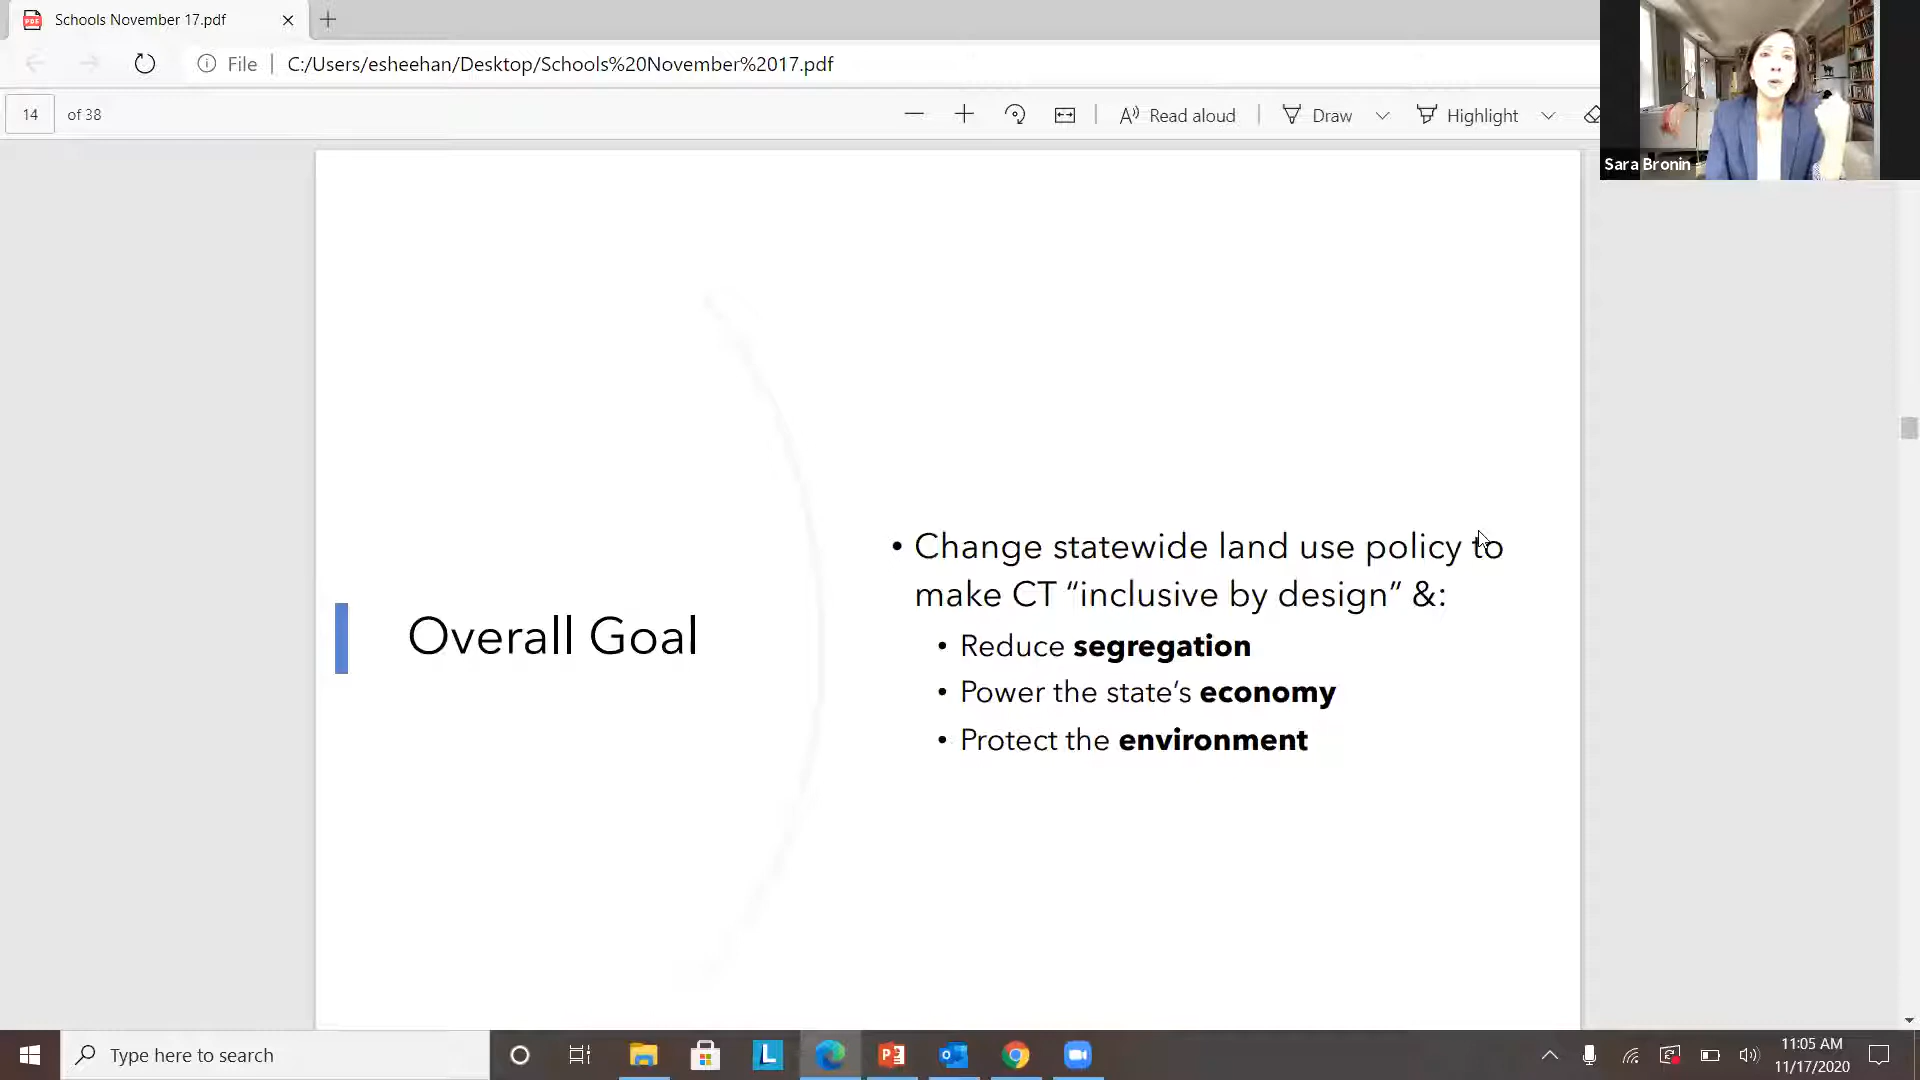 Schools November 17.pdf
File
C:/Users/esheehan/Desktop/Schools%20November%2017.pdf
14 of 38
Read aloud
Draw
Highlight
Sara Bronin
Overall Goal
• Change statewide land use policy to
make CT “inclusive by design” &:
• Reduce segregation
• Power the state’s economy
• Protect the environment
Type here to search
11:05 AM
11/17/2020